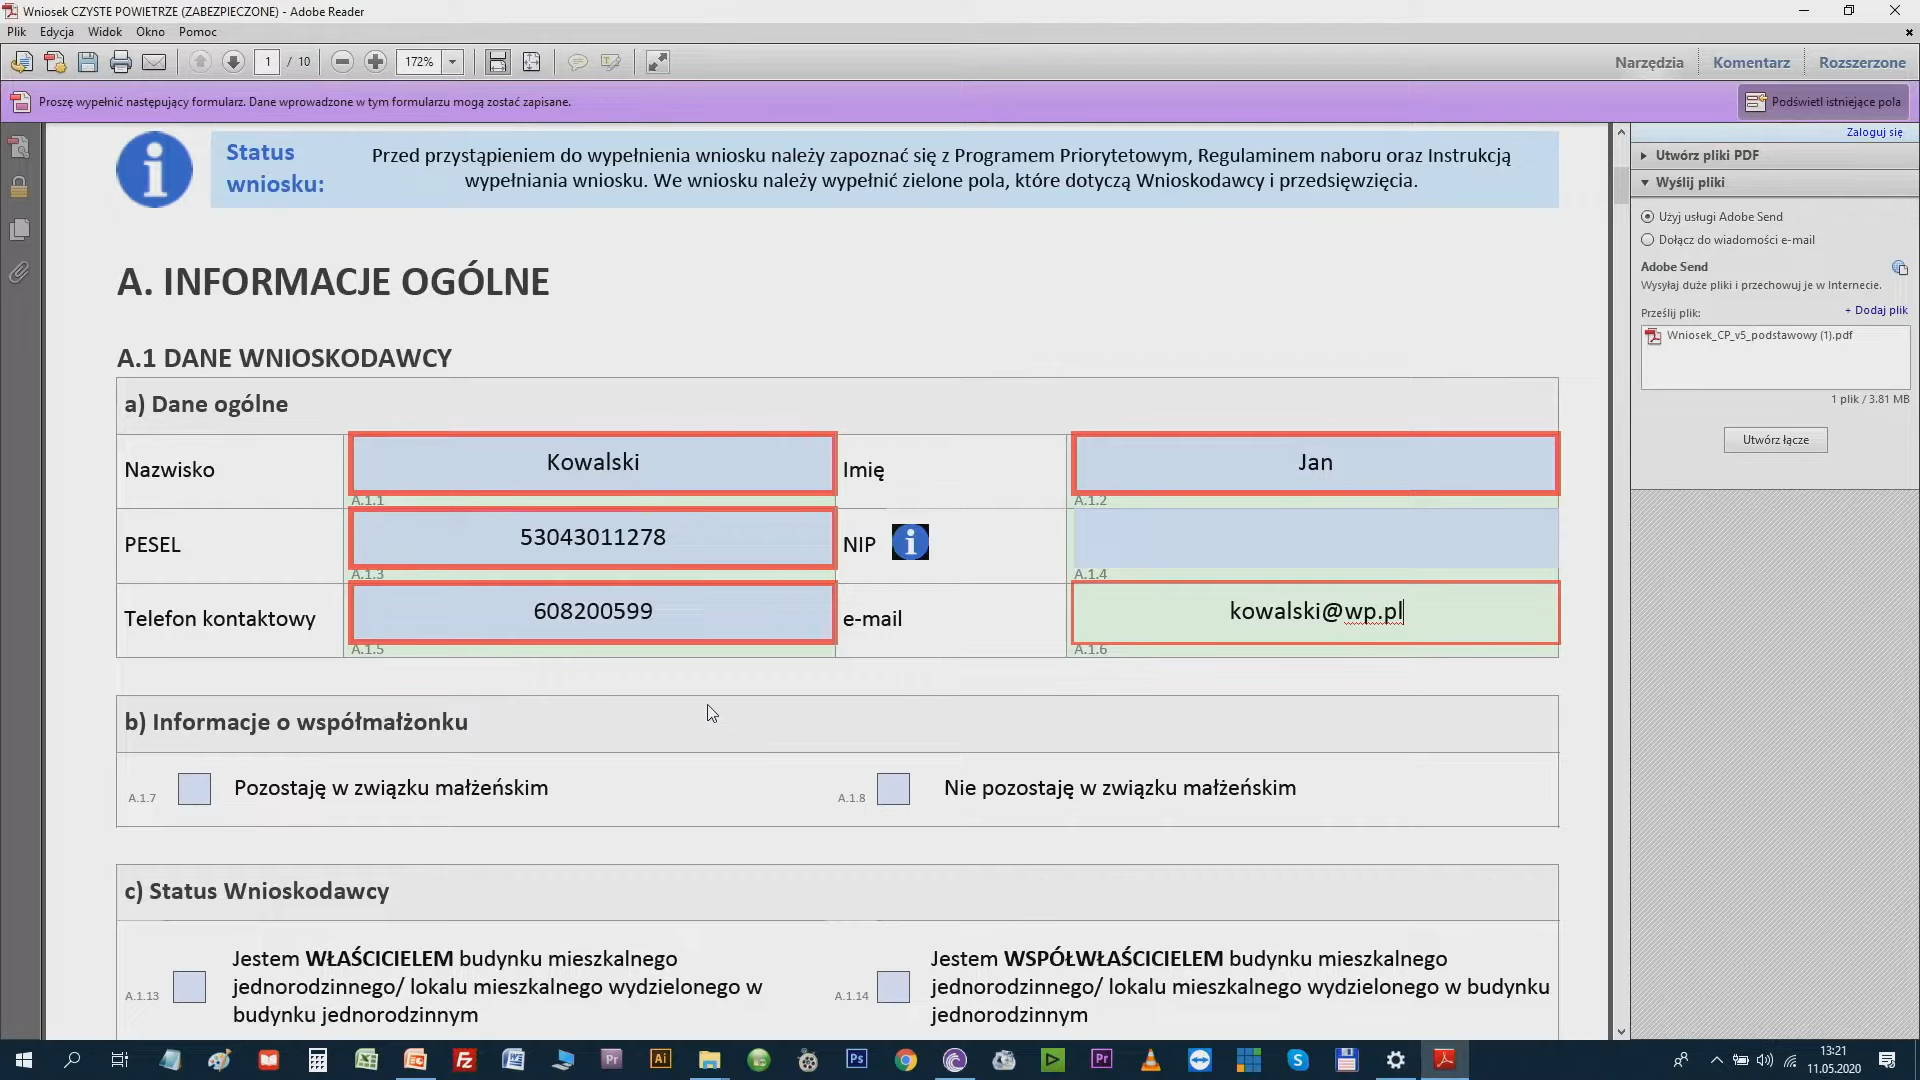 Wniosek CZYSTE POWIETRZE (ZABEZPIECZONE) - Adobe Reader
Plik Edycja Widok Okno Pomoc
1 / 10 172% Narzędzia Komentarz Rozszerzone
Proszę wypełnić następujący formularz. Dane wprowadzone w tym formularzu mogą zostać zapisane.
Podświetl istniejące pola
Status wniosku:
Przed przystąpieniem do wypełnienia wniosku należy zapoznać się z Programem Priorytetowym, Regulaminem naboru oraz Instrukcją
wypełniania wniosku. We wniosku należy wypełnić zielone pola, które dotyczą Wnioskodawcy i przedsięwzięcia.
A. INFORMACJE OGÓLNE
A.1 DANE WNIOSKODAWCY
a) Dane ogólne
Nazwisko Kowalski Imię Jan
A.1.1 A.1.2
PESEL 53043011278 NIP
A.1.3 A.1.4
Telefon kontaktowy 608200599 e-mail kowalski@wp.pl
A.1.5 A.1.6
b) Informacje o współmałżonku
A.1.7 Pozostaję w związku małżeńskim A.1.8 Nie pozostaję w związku małżeńskim
c) Status Wnioskodawcy
A.1.13 Jestem WŁAŚCICIELEM budynku mieszkalnego
jednorodzinnego/ lokalu mieszkalnego wydzielonego w
budynku jednorodzinnym
A.1.14 Jestem WSPÓŁWŁAŚCICIELEM budynku mieszkalnego
jednorodzinnego/ lokalu mieszkalnego wydzielonego w budynku
jednorodzinnym
Zaloguj się
Utwórz pliki PDF
Wyślij pliki
Użyj usługi Adobe Send
Dołącz do wiadomości e-mail
Adobe Send
Wysyłaj duże pliki i przechowuj je w Internecie.
+ Dodaj plik
Prześlij plik:
Wniosek_CP_v5_podstawowy (1).pdf
1 plik / 3.81 MB
Utwórz łącze
13:21
11.05.2020